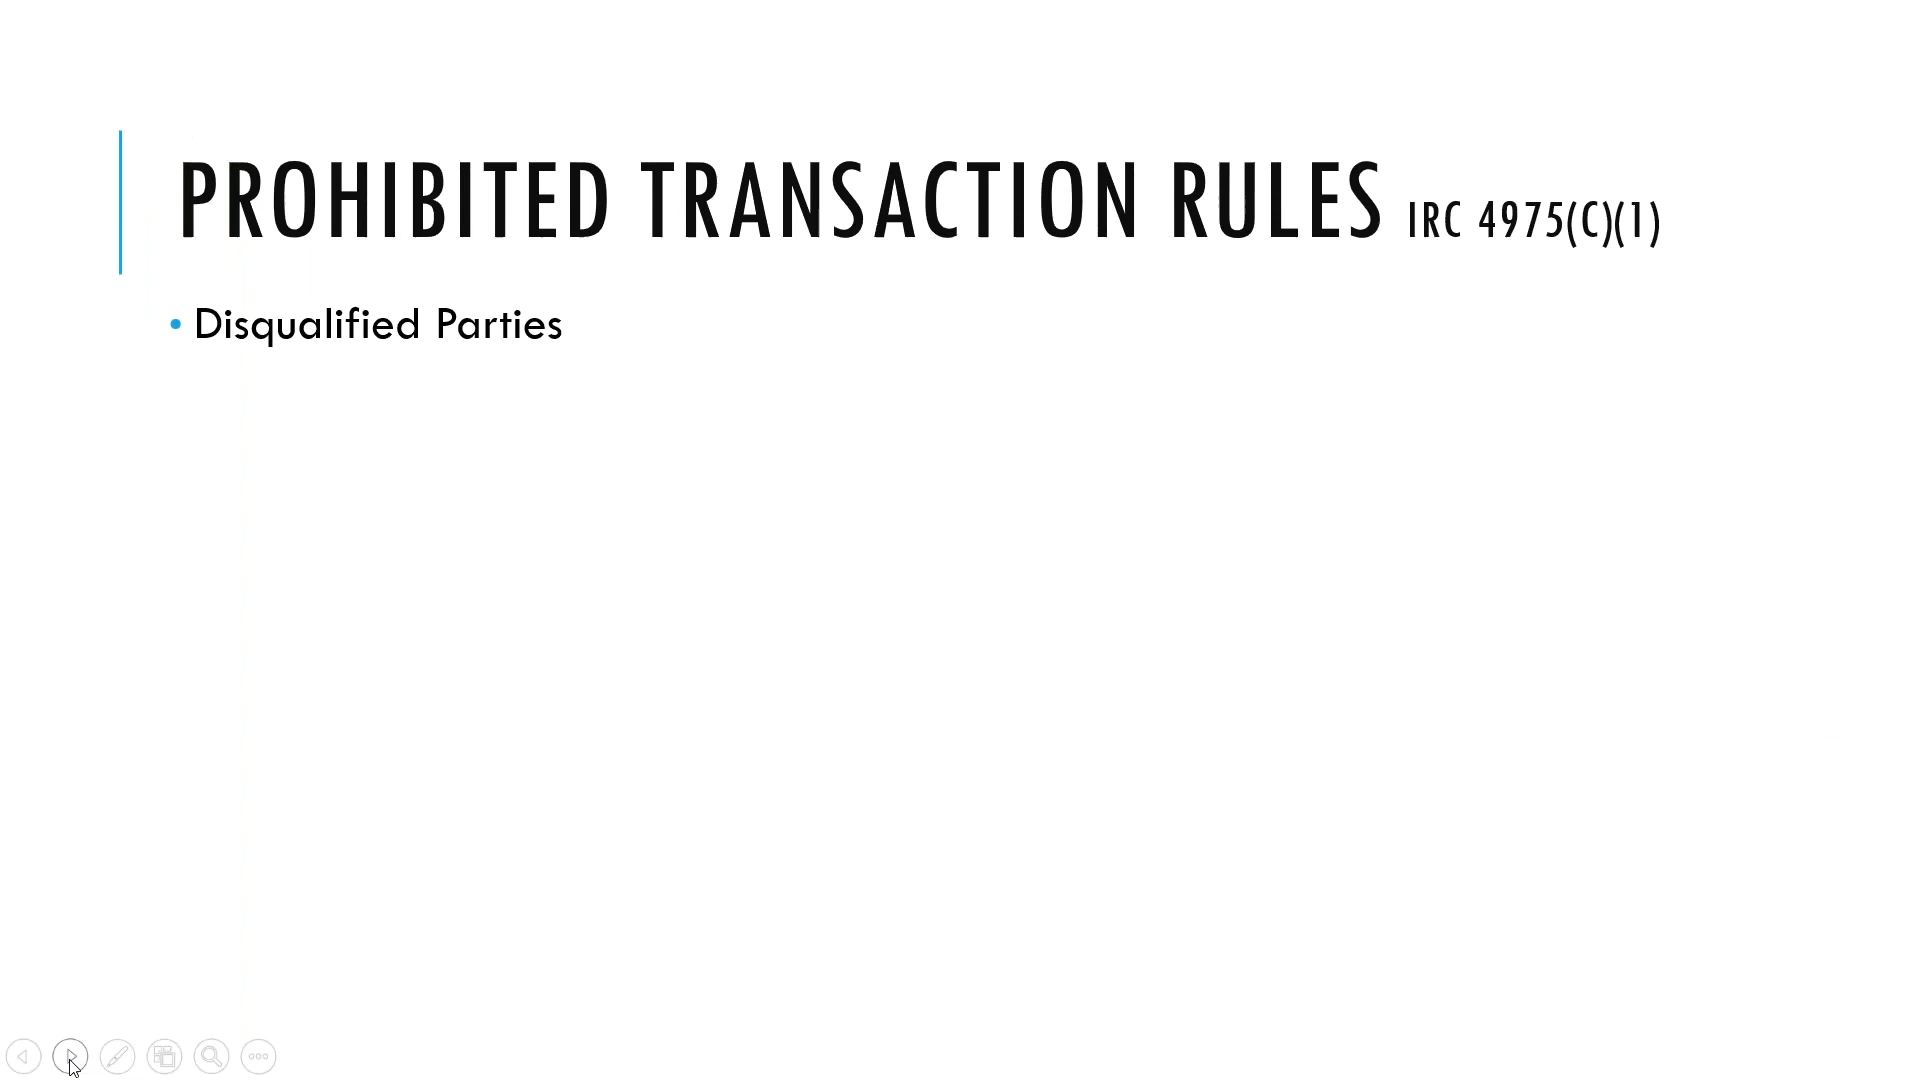 PROHIBITED TRANSACTION RULES IRC 4975(C)(1)
• Disqualified Parties